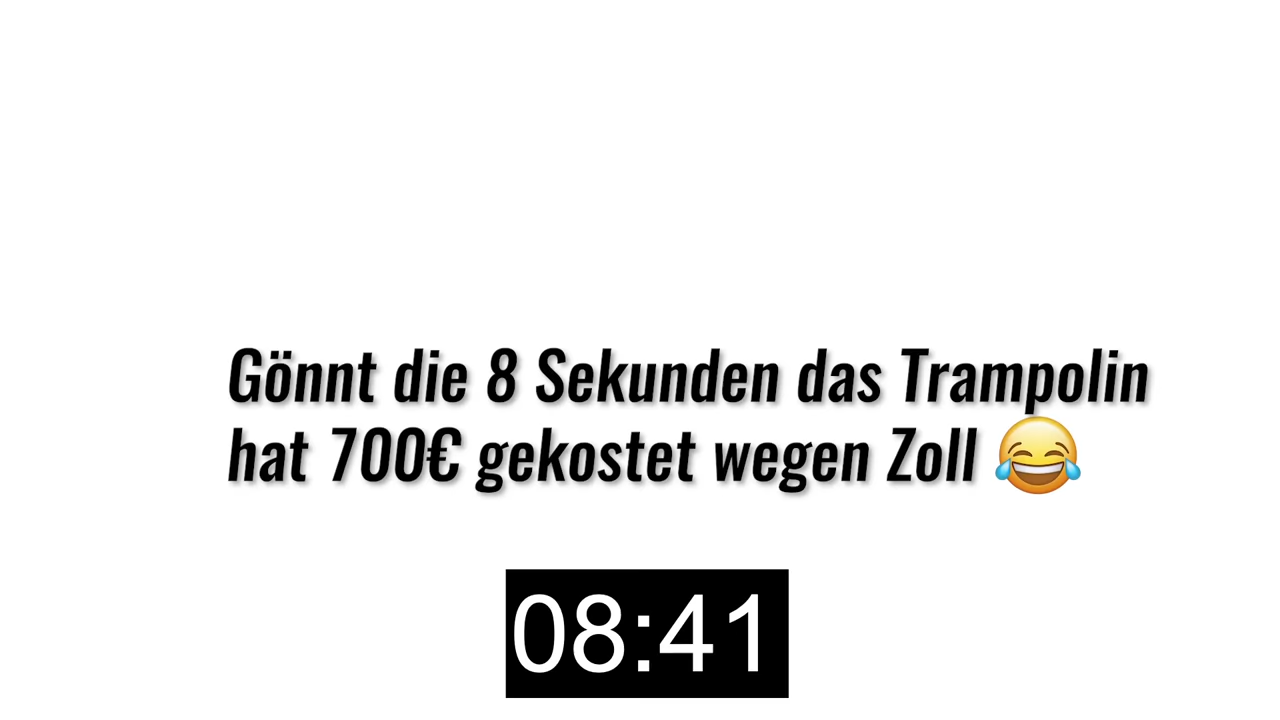 Gönnt die 8 Sekunden das Trampolin
hat 700€ gekostet wegen Zoll 😂
08:41